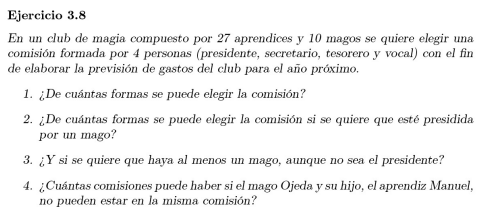 Ejercicio 3.8
En un club de magia compuesto por 27 aprendices y 10 magos se quiere elegir una
comisión formada por 4 personas (presidente, secretario, tesorero y vocal) con el fin
de elaborar la previsión de gastos del club para el año próximo.
1. ¿De cuántas formas se puede elegir la comisión?
2. ¿De cuántas formas se puede elegir la comisión si se quiere que esté presidida
por un mago?
3. ¿Y si se quiere que haya al menos un mago, aunque no sea el presidente?
4. ¿Cuántas comisiones puede haber si el mago Ojeda y su hijo, el aprendiz Manuel,
no pueden estar en la misma comisión?